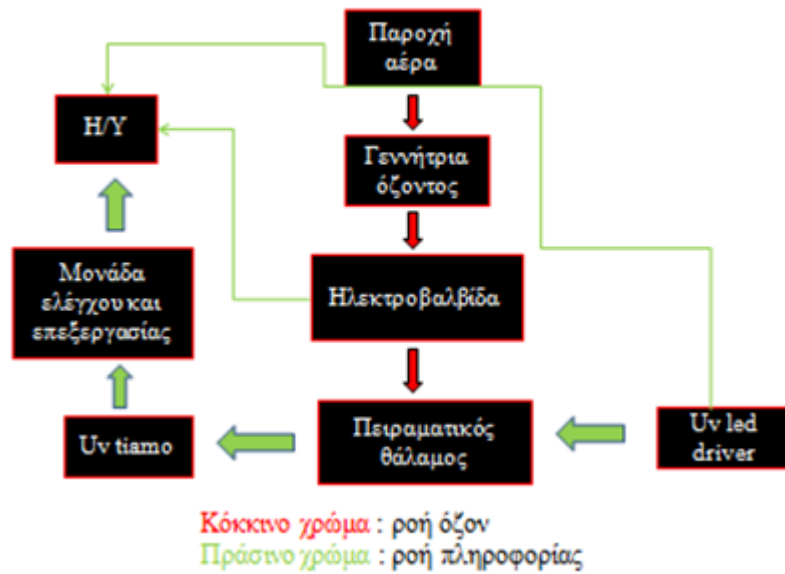 Παροχή
αέρα
Η/Υ
Γεννήτρια
όζοντος
Μονάδα
ελέγχου και
επεξεργασίας
Ηλεκτροβαλβίδα
Uv tiamo
Πειραματικός
θάλαμος
Uv led
driver
Κόκκινο χρώμα : ροή όζον
Πράσινο χρώμα : ροή πληροφορίας